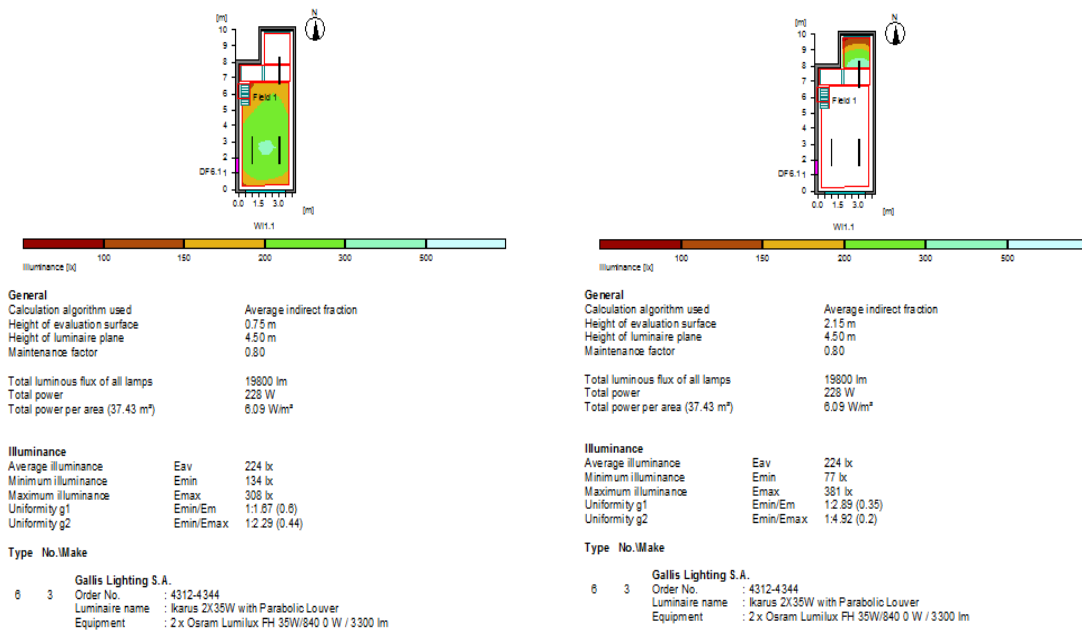 [m]
N
10
9
8
7
6
Field 1
5
4
3
2
DF6.1 1
0
0.0 1.5 3.0
[m]
WI1.1
100 150 200 300 500
Illuminance [lx]
General
Calculation algorithm used Average indirect fraction
Height of evaluation surface 0.75 m
Height of luminaire plane 4.50 m
Maintenance factor 0.80
Total luminous flux of all lamps 19800 lm
Total power 228 W
Total power per area (37.43 m²) 6.09 W/m²
Illuminance
Average illuminance Eav 224 lx
Minimum illuminance Emin 134 lx
Maximum illuminance Emax 308 lx
Uniformity g1 Emin/Em 1:1.67 (0.6)
Uniformity g2 Emin/Emax 1:2.29 (0.44)
Type No.\Make
Gallis Lighting S.A.
6 3 Order No. : 4312-4344
Luminaire name : Ikarus 2X35W with Parabolic Louver
Equipment : 2 x Osram Lumilux FH 35W/840 0 W / 3300 lm
[m]
N
10
9
8
7
6
Field 1
5
4
3
2
DF6.1 1
0
0.0 1.5 3.0
[m]
WI1.1
100 150 200 300 500
Illuminance [lx]
General
Calculation algorithm used Average indirect fraction
Height of evaluation surface 2.15 m
Height of luminaire plane 4.50 m
Maintenance factor 0.80
Total luminous flux of all lamps 19800 lm
Total power 228 W
Total power per area (37.43 m²) 6.09 W/m²
Illuminance
Average illuminance Eav 224 lx
Minimum illuminance Emin 77 lx
Maximum illuminance Emax 381 lx
Uniformity g1 Emin/Em 1:2.89 (0.35)
Uniformity g2 Emin/Emax 1:4.92 (0.2)
Type No.\Make
Gallis Lighting S.A.
6 3 Order No. : 4312-4344
Luminaire name : Ikarus 2X35W with Parabolic Louver
Equipment : 2 x Osram Lumilux FH 35W/840 0 W / 3300 lm